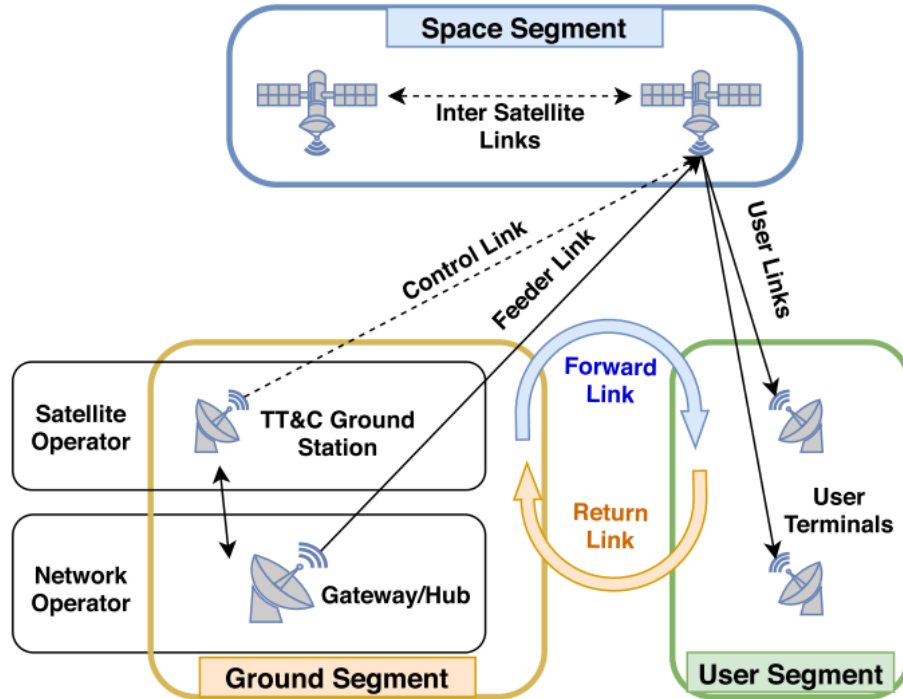 Space Segment
Inter Satellite
Links
Control Link
Feeder Link
User Links
Forward
Link
Satellite
Operator
TT&C Ground
Station
Return
Link
User
Terminals
Network
Operator
Gateway/Hub
Ground Segment
User Segment